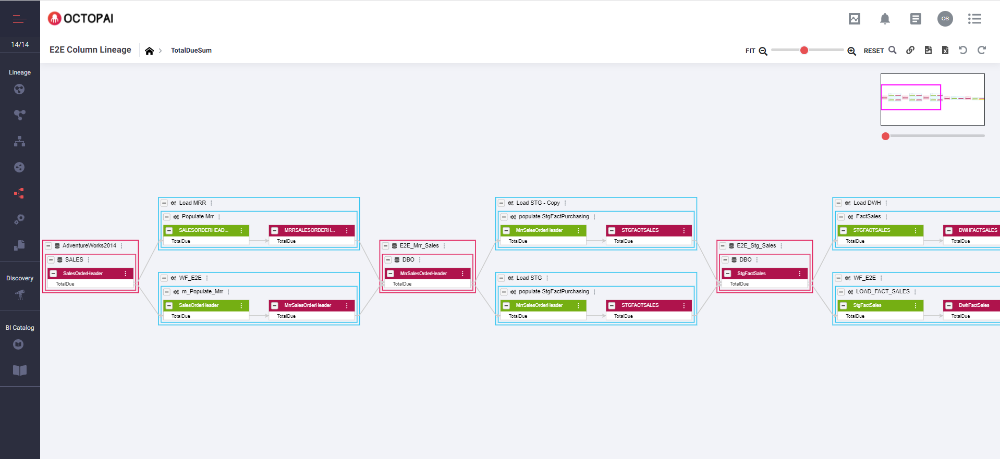 OCTOPAI
OS
14/14
E2E Column Lineage
TotalDueSum
FIT
RESET
Lineage
Discovery
BI Catalog
AdventureWorks2014
SALES
SalesOrderHeader
TotalDue
Load MRR
Populate Mrr
SALESORDERHEAD...
MRRSALESORDERH...
TotalDue
TotalDue
WF_E2E
m_Populate_Mrr
SalesOrderHeader
MrrSalesOrderHeader
TotalDue
TotalDue
E2E_Mrr_Sales
DBO
MrrSalesOrderHeader
TotalDue
Load STG - Copy
populate StgFactPurchasing
MrrSalesOrderHeader
STGFACTSALES
TotalDue
TotalDue
Load STG
populate StgFactPurchasing
MrrSalesOrderHeader
STGFACTSALES
TotalDue
TotalDue
E2E_Stg_Sales
DBO
StgFactSales
TotalDue
Load DWH
FactSales
STGFACTSALES
DWHFACTSALES
TotalDue
TotalDue
WF_E2E
LOAD_FACT_SALES
StgFactSales
DwhFactSales
TotalDue
TotalDue